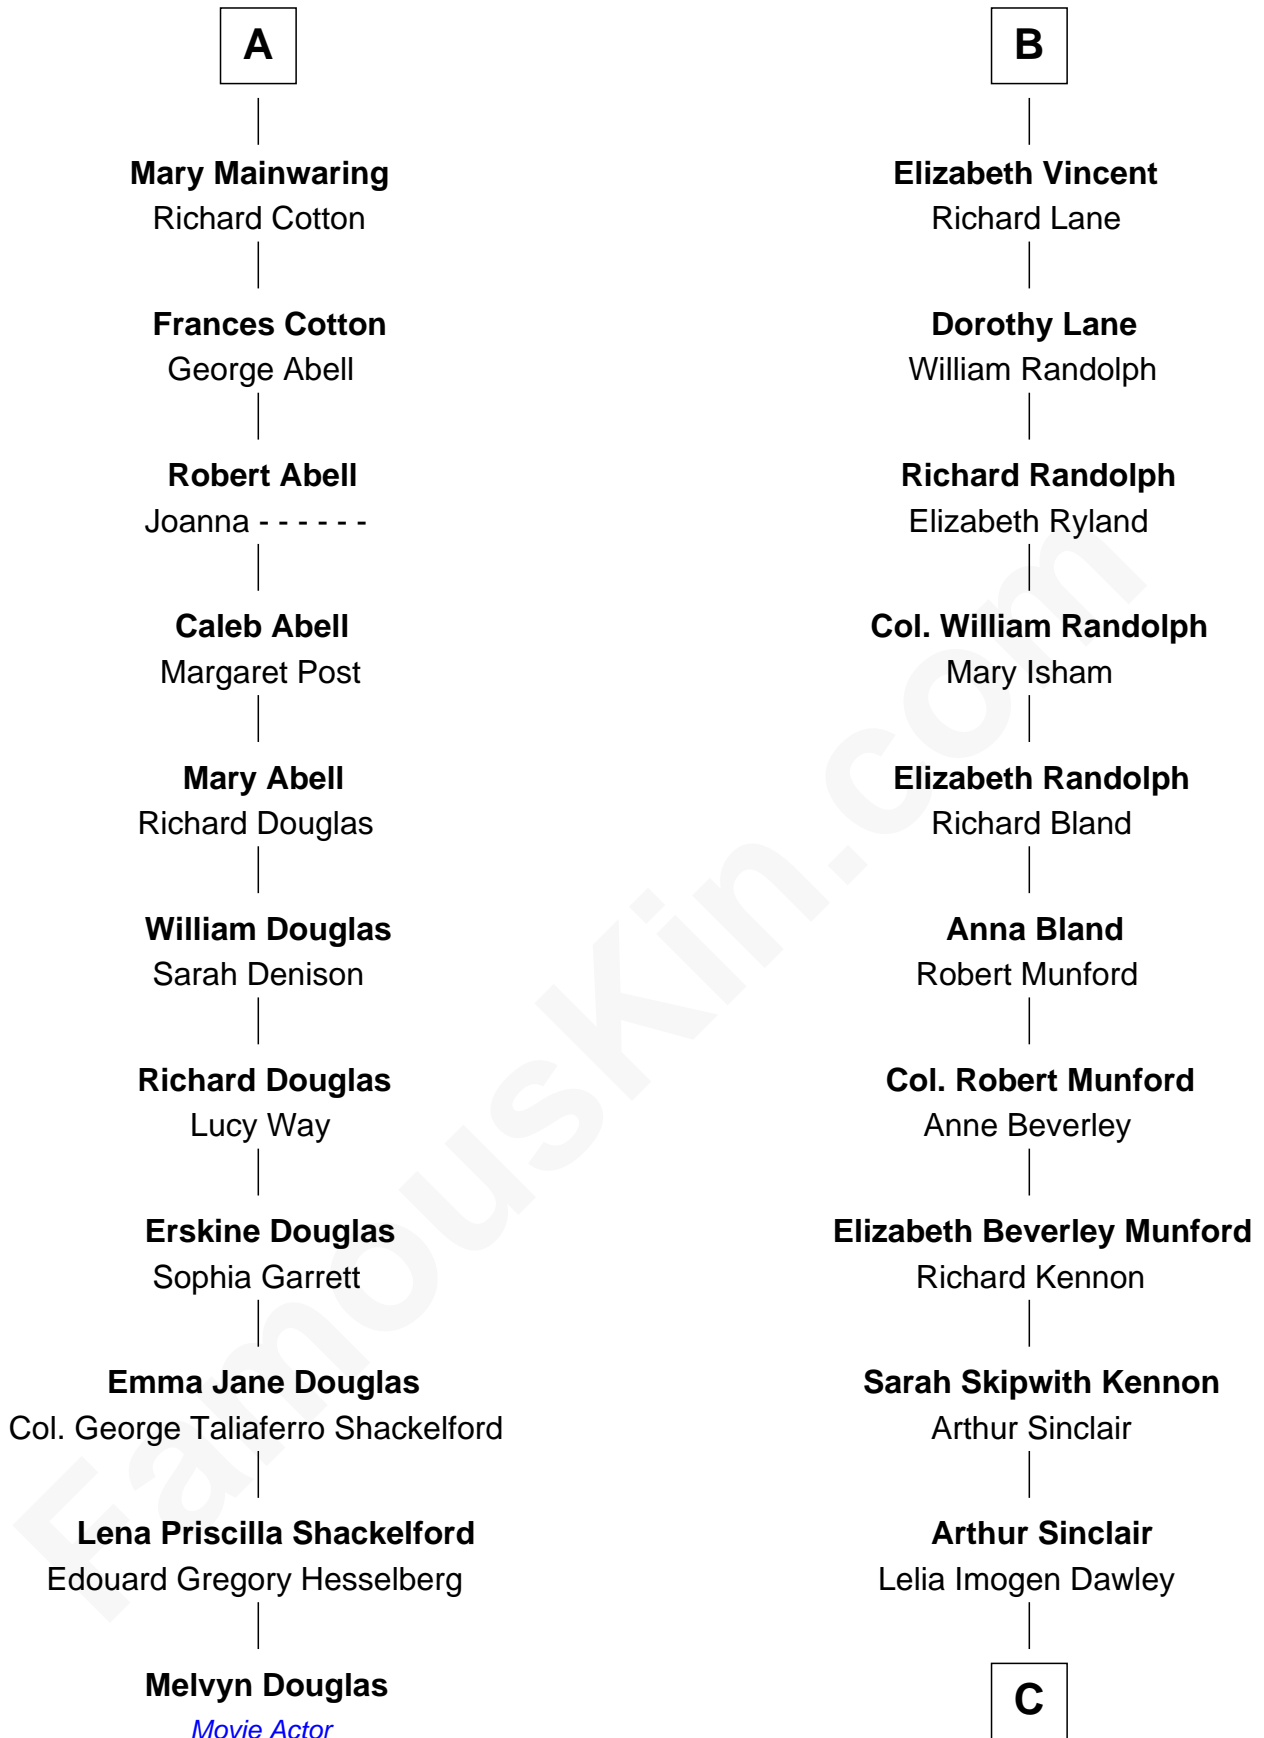 A
Mary Mainwaring
Richard Cotton
Frances Cotton
George Abell
Robert Abell
Joanna - - - - - -
Caleb Abell
Margaret Post
Mary Abell
Richard Douglas
William Douglas
Sarah Denison
Richard Douglas
Lucy Way
Erskine Douglas
Sophia Garrett
Emma Jane Douglas
Col. George Taliaferro Shackelford
Lena Priscilla Shackelford
Edouard Gregory Hesselberg
Melvyn Douglas
Movie Actor
B
Elizabeth Vincent
Richard Lane
Dorothy Lane
William Randolph
Richard Randolph
Elizabeth Ryland
Col. William Randolph
Mary Isham
Elizabeth Randolph
Richard Bland
Anna Bland
Robert Munford
Col. Robert Munford
Anne Beverley
Elizabeth Beverley Munford
Richard Kennon
Sarah Skipwith Kennon
Arthur Sinclair
Arthur Sinclair
Lelia Imogen Dawley
C
FamousKin.com